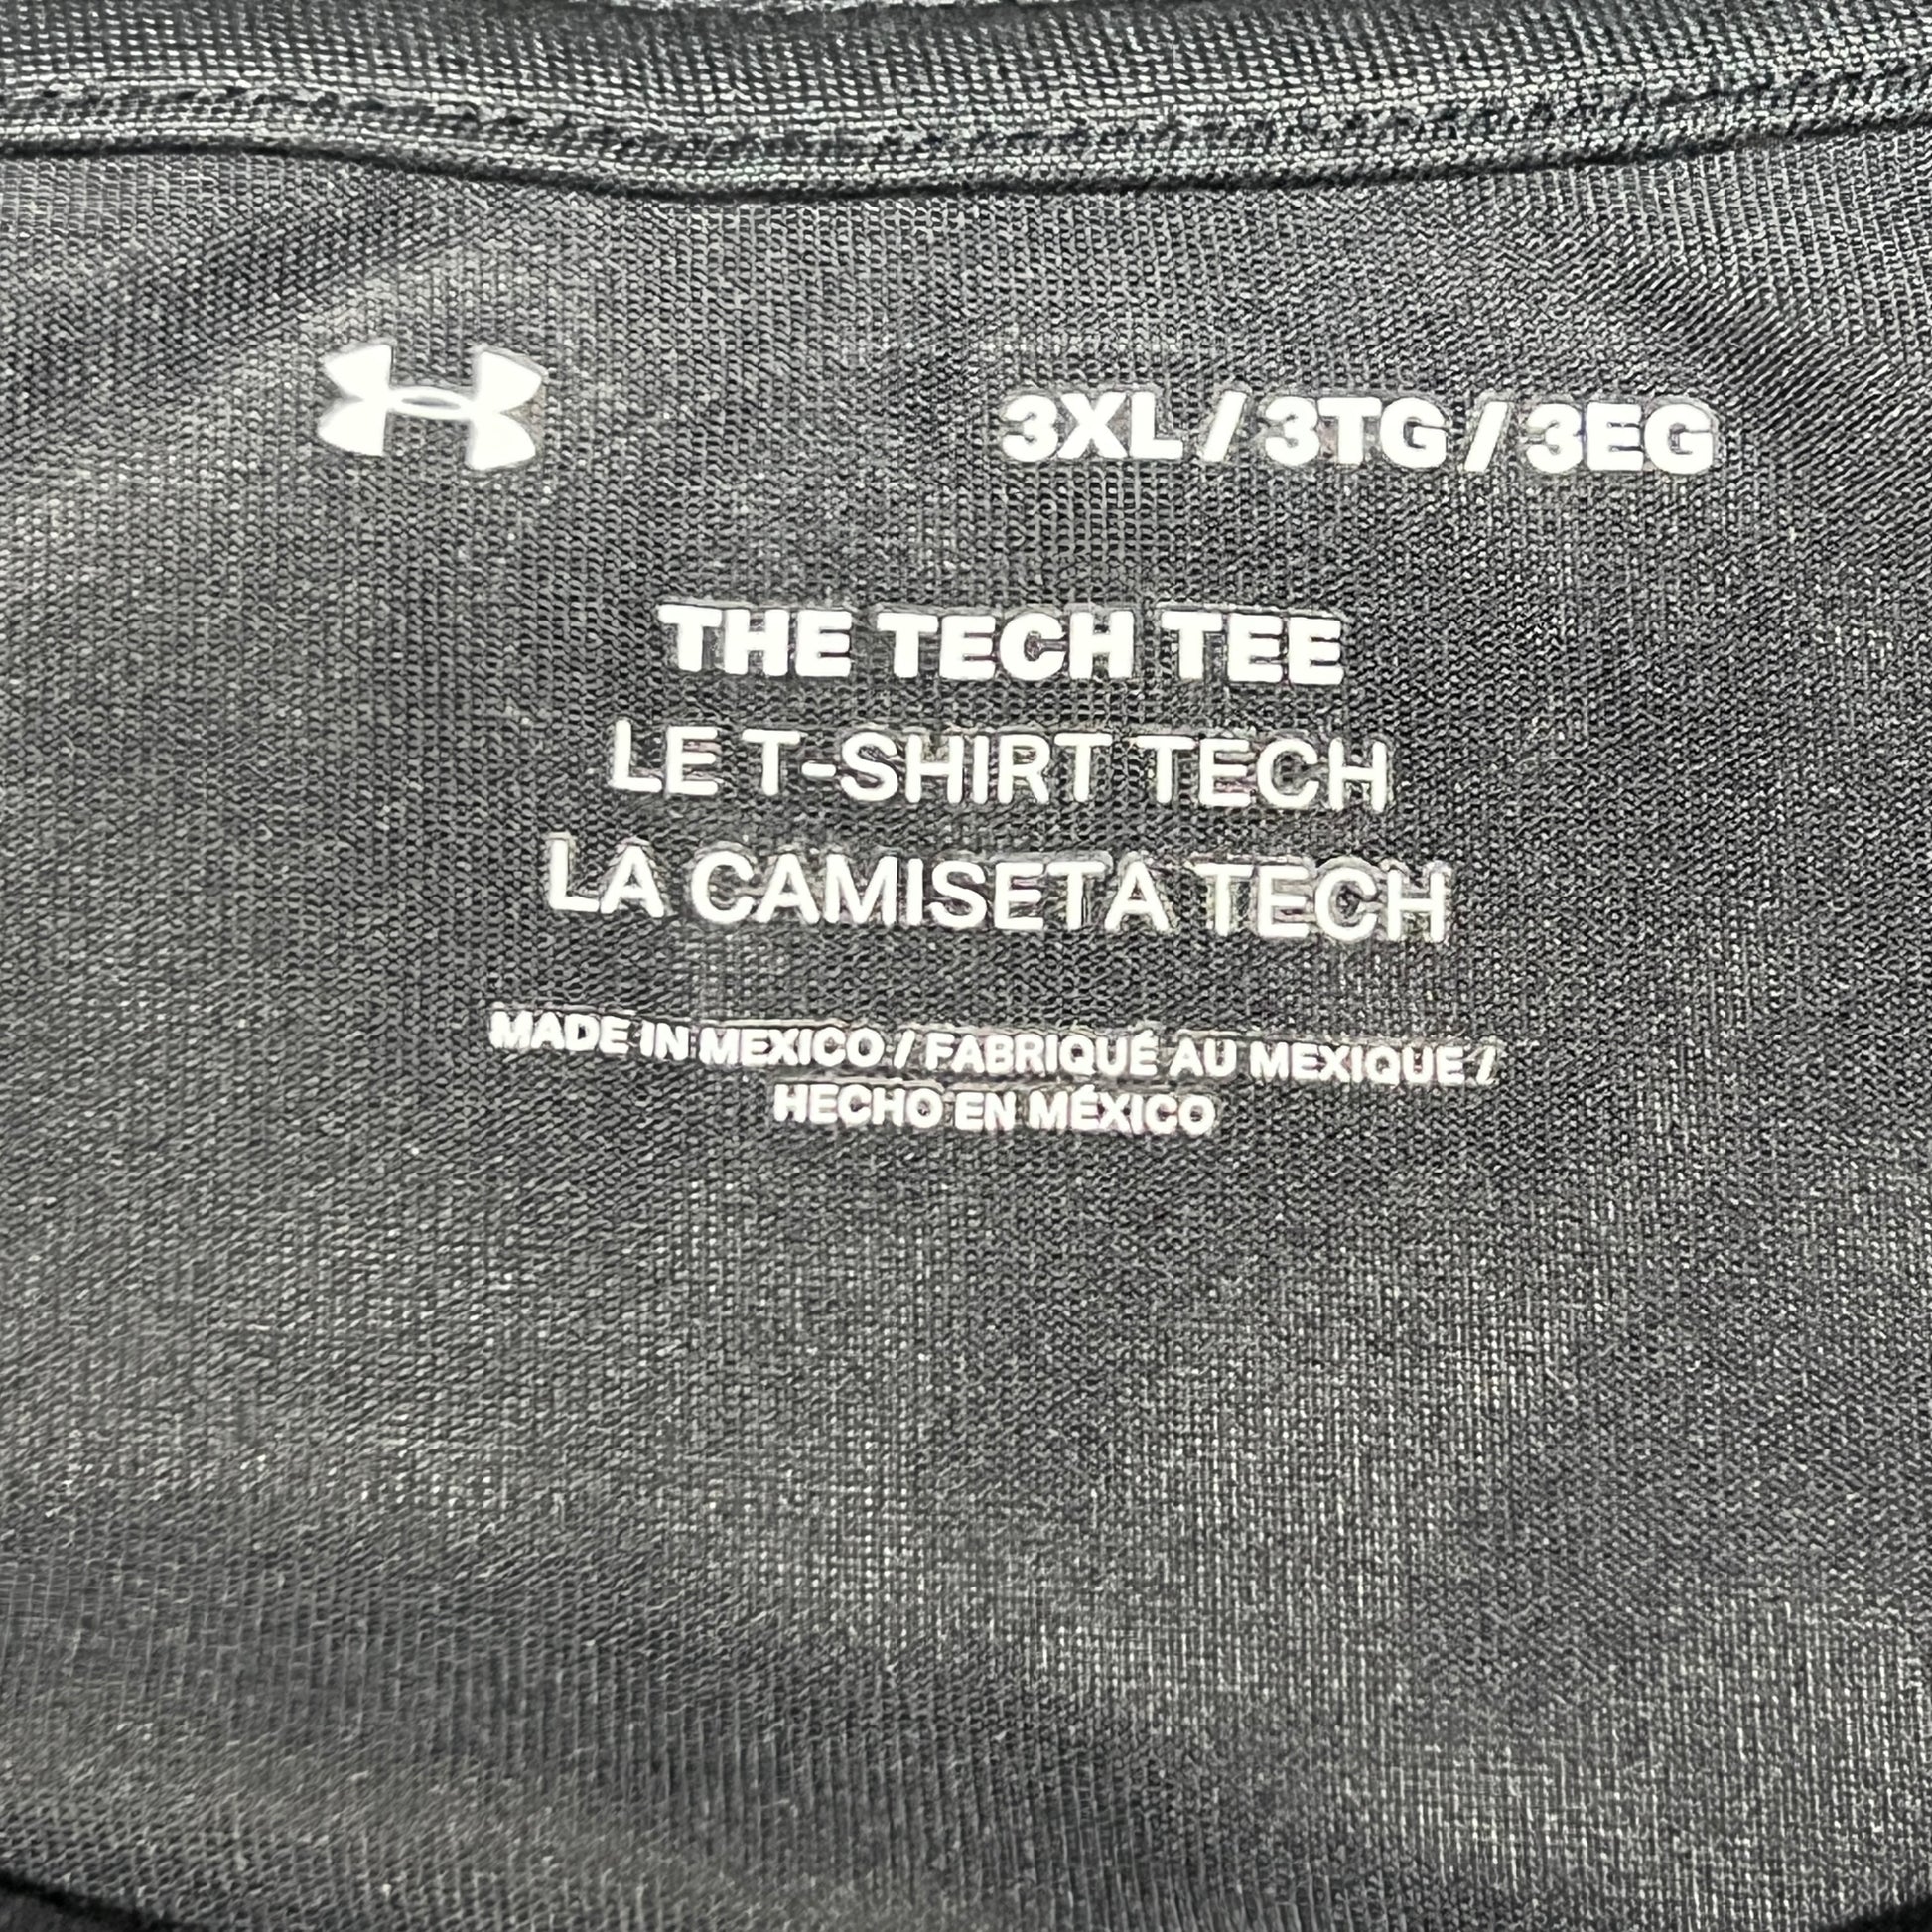 3XL / 3TG / 3EG
THE TECH TEE
LE T-SHIRT TECH
LA CAMISETA TECH
MADE IN MEXICO / FABRIQUÉ AU MEXIQUE /
HECHO EN MÉXICO